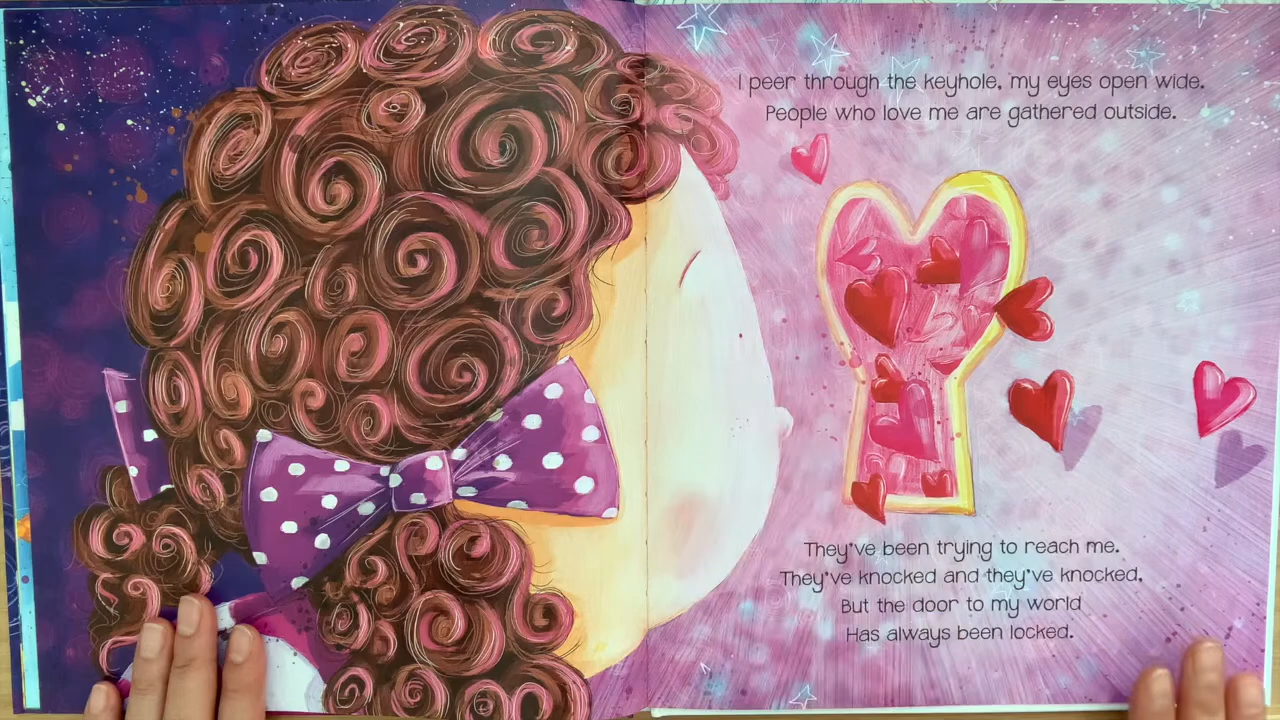 I peer through the keyhole, my eyes open wide.
People who love me are gathered outside.
They've been trying to reach me.
They've knocked and they've knocked,
But the door to my world
Has always been locked.